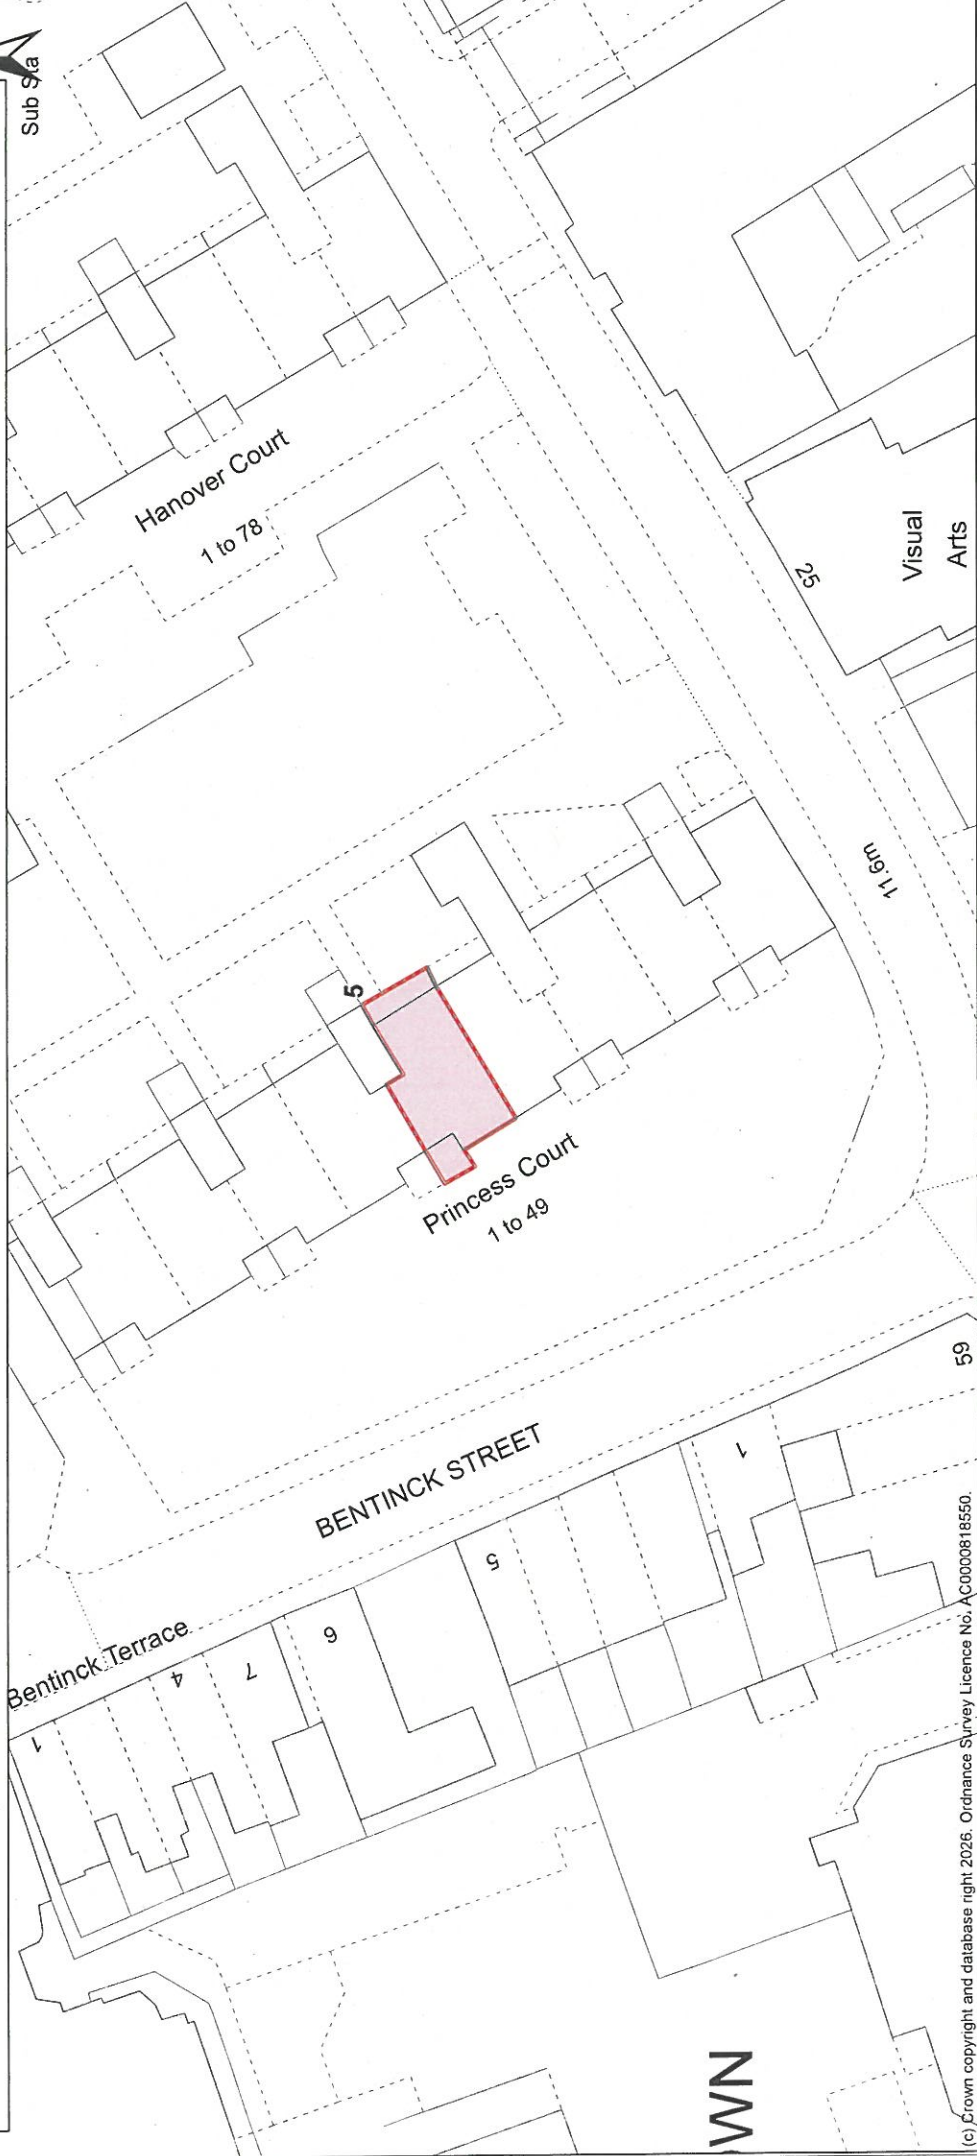 Sub Sta
Hanover Court
1 to 78
25
Visual
Arts
11.6m
5
Princess Court
1 to 49
BENTINCK STREET
59
1
5
Bentinck Terrace
6
7
4
1
WN
(c) Crown copyright and database right 2026. Ordnance Survey Licence No. AC0000818550.